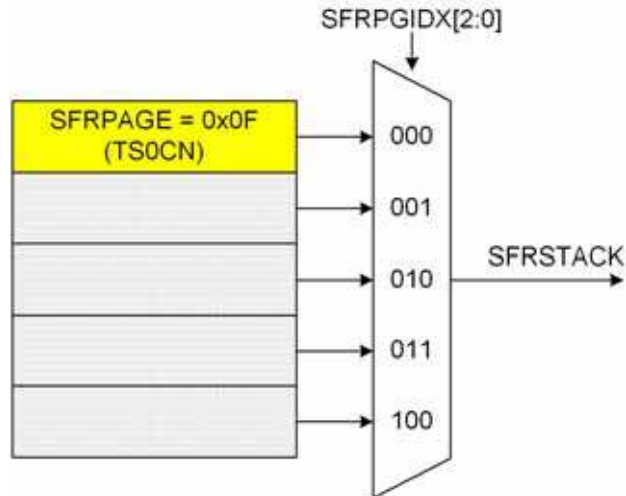 SFRPGIDX[2:0]
SFRPAGE = 0x0F
(TS0CN)
000
001
010
SFRSTACK
011
100